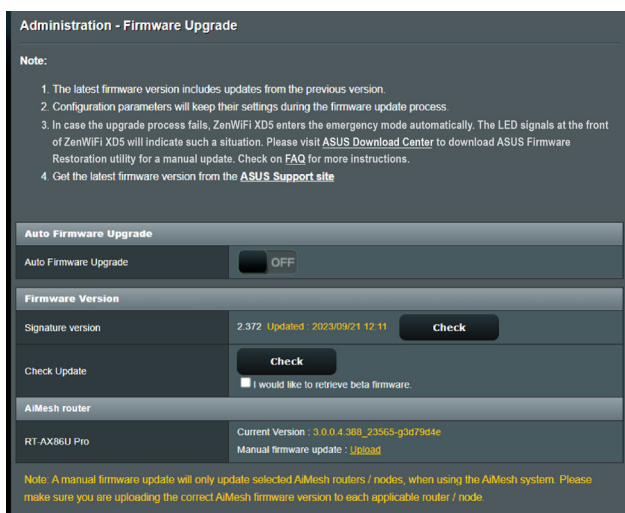 Administration - Firmware Upgrade
Note:
1. The latest firmware version includes updates from the previous version.
2. Configuration parameters will keep their settings during the firmware update process.
3. In case the upgrade process fails, ZenWiFi XD5 enters the emergency mode automatically. The LED signals at the front
of ZenWiFi XD5 will indicate such a situation. Please visit ASUS Download Center to download ASUS Firmware
Restoration utility for a manual update. Check on FAQ for more instructions.
4. Get the latest firmware version from the ASUS Support site
Auto Firmware Upgrade
Auto Firmware Upgrade OFF
Firmware Version
Signature version 2.372 Updated : 2023/09/21 12:11 Check
Check Update Check
I would like to retrieve beta firmware.
AiMesh router
RT-AX86U Pro Current Version : 3.0.0.4.388_23565-g3d79d4e
Manual firmware update : Upload
Note: A manual firmware update will only update selected AiMesh routers / nodes, when using the AiMesh system. Please
make sure you are uploading the correct AiMesh firmware version to each applicable router / node.